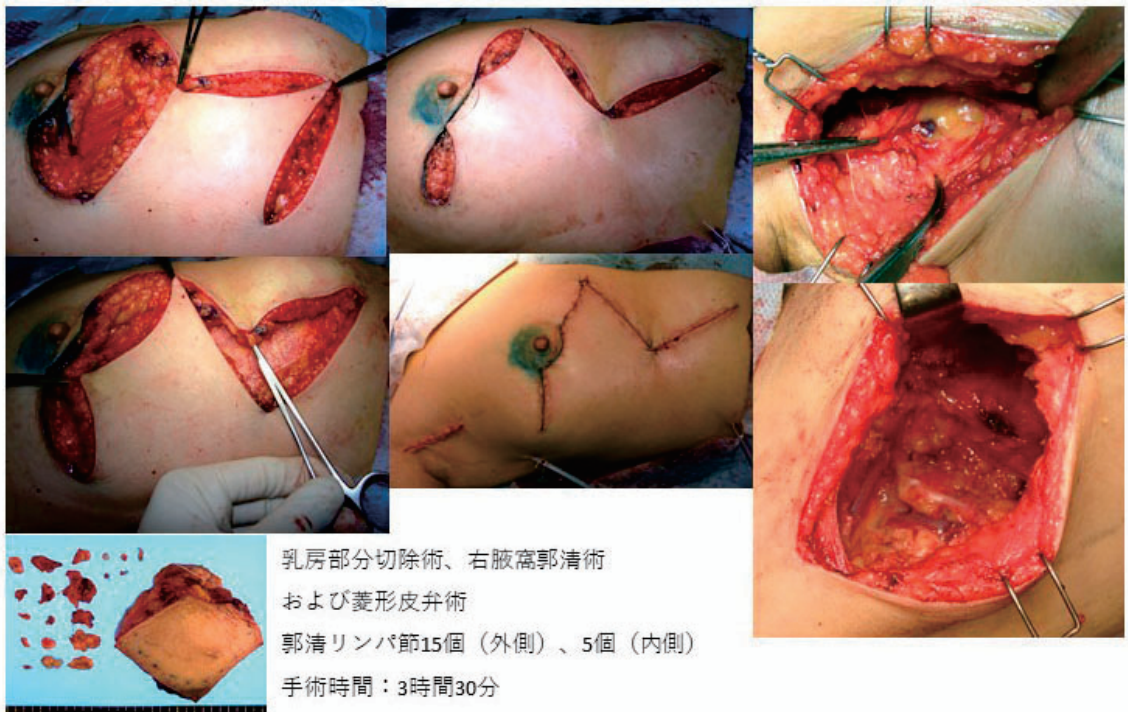 乳房部分切除術、右腋窩郭清術
および菱形皮弁術
郭清リンパ節15個（外側）、5個（内側）
手術時間：3時間30分